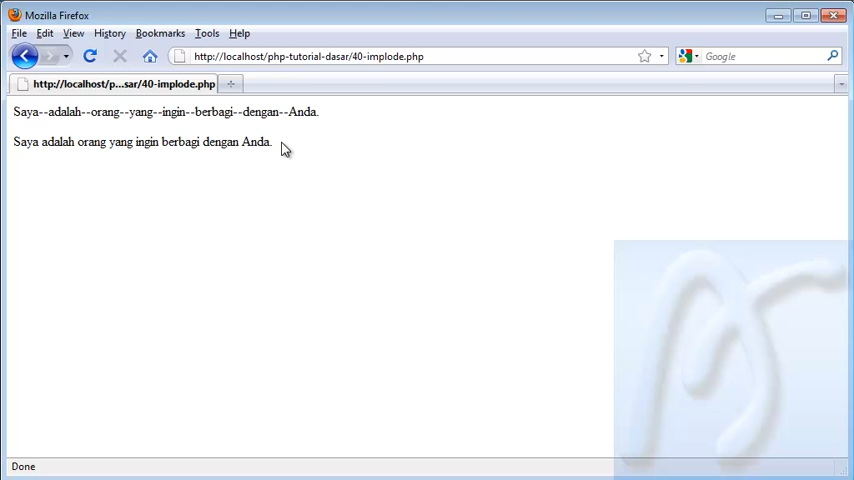 Mozilla Firefox
File Edit View History Bookmarks Tools Help
http://localhost/php-tutorial-dasar/40-implode.php
Google
http://localhost/p...sar/40-implode.php
Saya--adalah--orang--yang--ingin--berbagi--dengan--Anda.
Saya adalah orang yang ingin berbagi dengan Anda.
Done